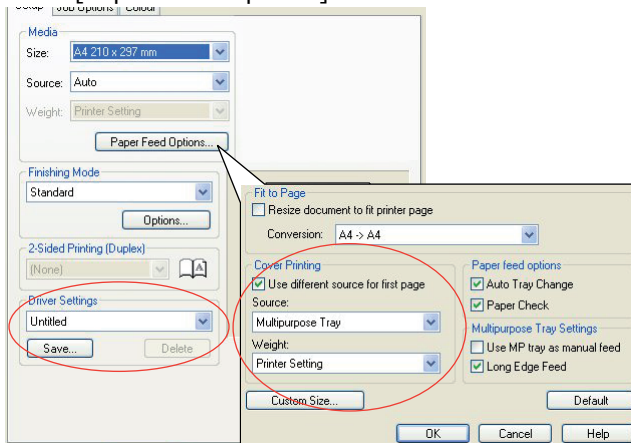 Setup Job Options Colour
Media
Size: A4 210 x 297 mm
Source: Auto
Weight: Printer Setting
Paper Feed Options...
Finishing Mode
Standard
Options...
2-Sided Printing (Duplex)
(None)
A
Driver Settings
Untitled
Save... Delete
Fit to Page
Resize document to fit printer page
Conversion: A4 -> A4
Cover Printing
Use different source for first page
Source:
Multipurpose Tray
Weight:
Printer Setting
Paper feed options
Auto Tray Change
Paper Check
Multipurpose Tray Settings
Use MP tray as manual feed
Long Edge Feed
Custom Size... Default
OK Cancel Help